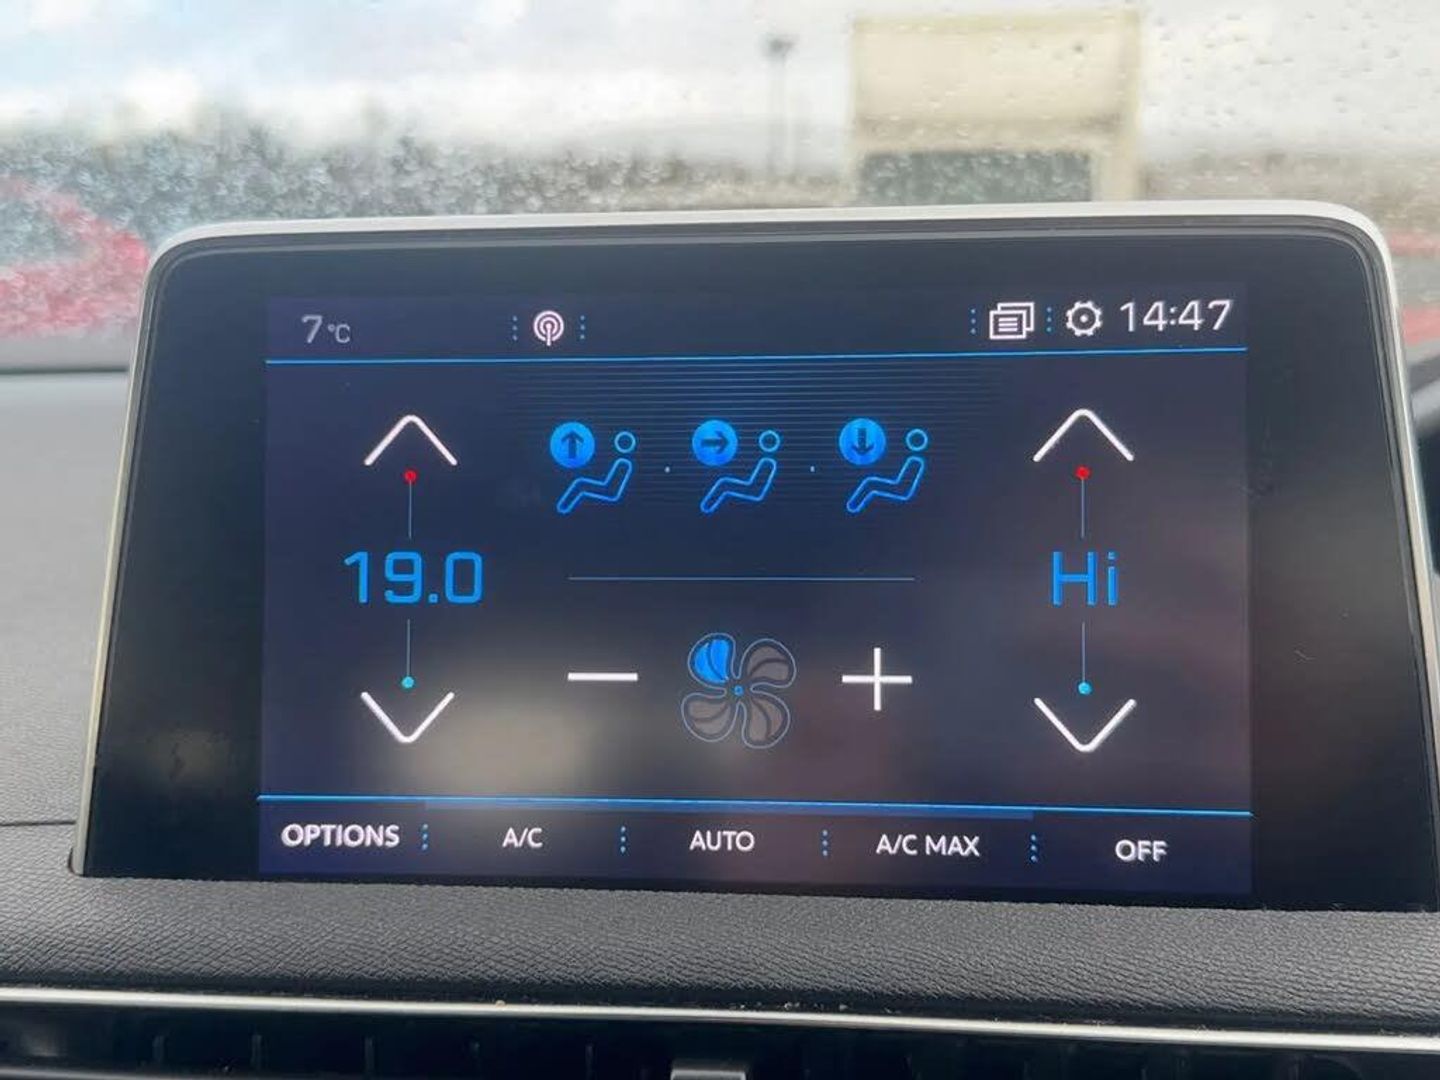 7°C
14:47
19.0
Hi
OPTIONS
A/C
AUTO
A/C MAX
OFF